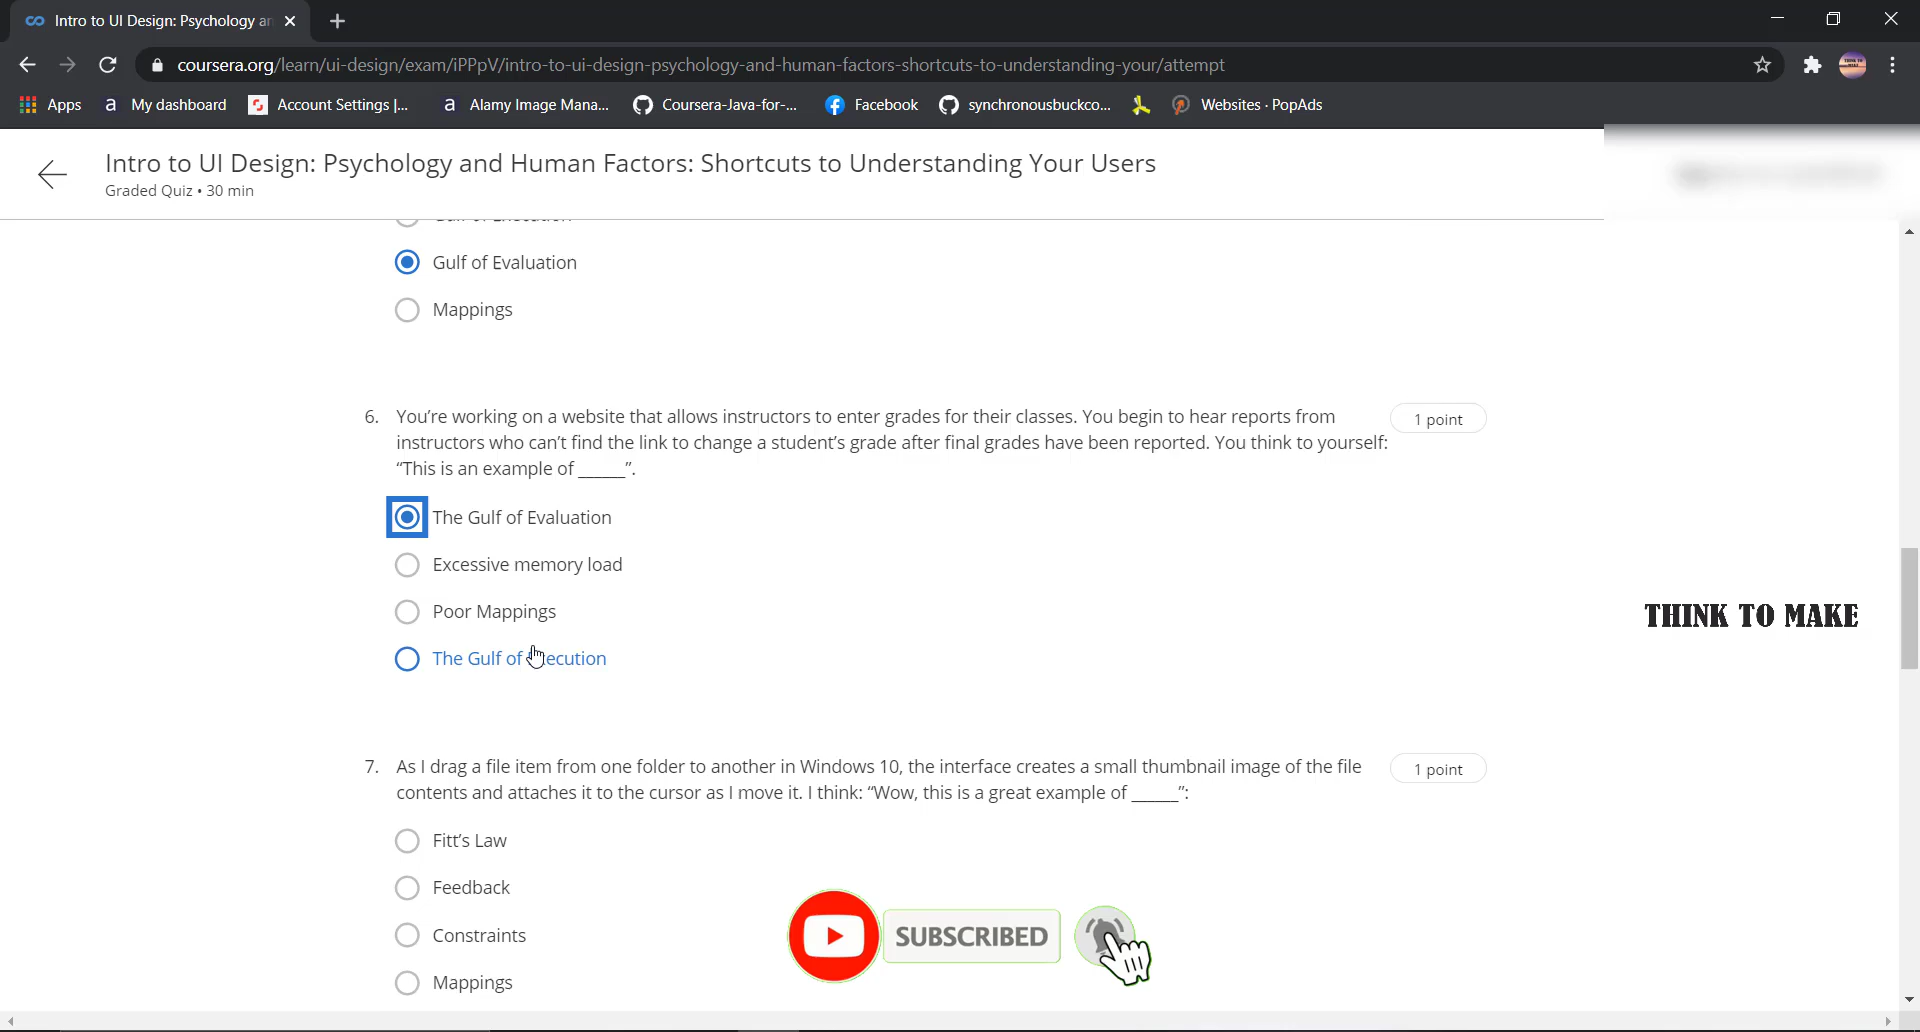 Intro to UI Design: Psychology an
coursera.org/learn/ui-design/exam/iPPpV/intro-to-ui-design-psychology-and-human-factors-shortcuts-to-understanding-your/attempt
Apps My dashboard Account Settings |... Alamy Image Mana... Coursera-Java-for-... Facebook synchronousbuckco... Websites · PopAds
Intro to UI Design: Psychology and Human Factors: Shortcuts to Understanding Your Users
Graded Quiz • 30 min
Gulf of Evaluation
Mappings
6. You're working on a website that allows instructors to enter grades for their classes. You begin to hear reports from 1 point
instructors who can't find the link to change a student's grade after final grades have been reported. You think to yourself:
“This is an example of ______”.
The Gulf of Evaluation
Excessive memory load
Poor Mappings
THINK TO MAKE
The Gulf of Execution
7. As I drag a file item from one folder to another in Windows 10, the interface creates a small thumbnail image of the file 1 point
contents and attaches it to the cursor as I move it. I think: “Wow, this is a great example of ______”:
Fitt's Law
Feedback
Constraints
SUBSCRIBED
Mappings